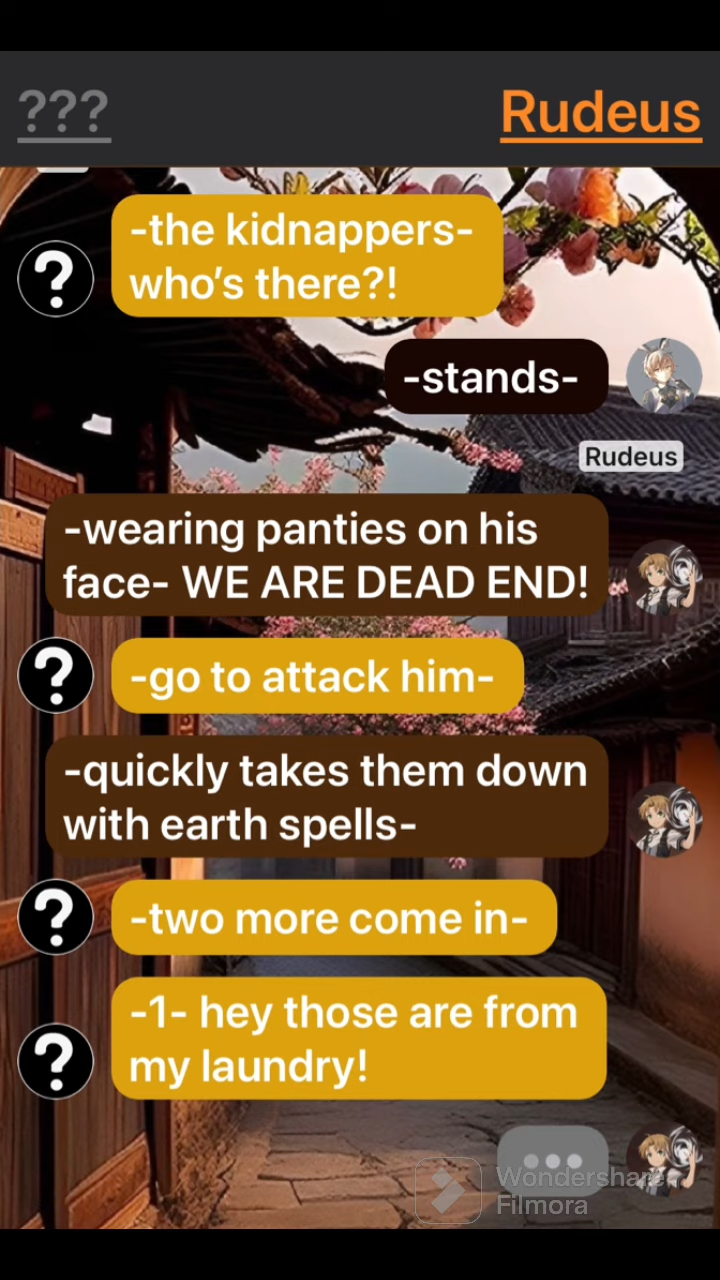 ???
Rudeus
-the kidnappers-
who's there?!
-stands-
Rudeus
-wearing panties on his
face- WE ARE DEAD END!
?
-go to attack him-
-quickly takes them down
with earth spells-
?
-two more come in-
?
-1- hey those are from
my laundry!
Wondershare
Filmora